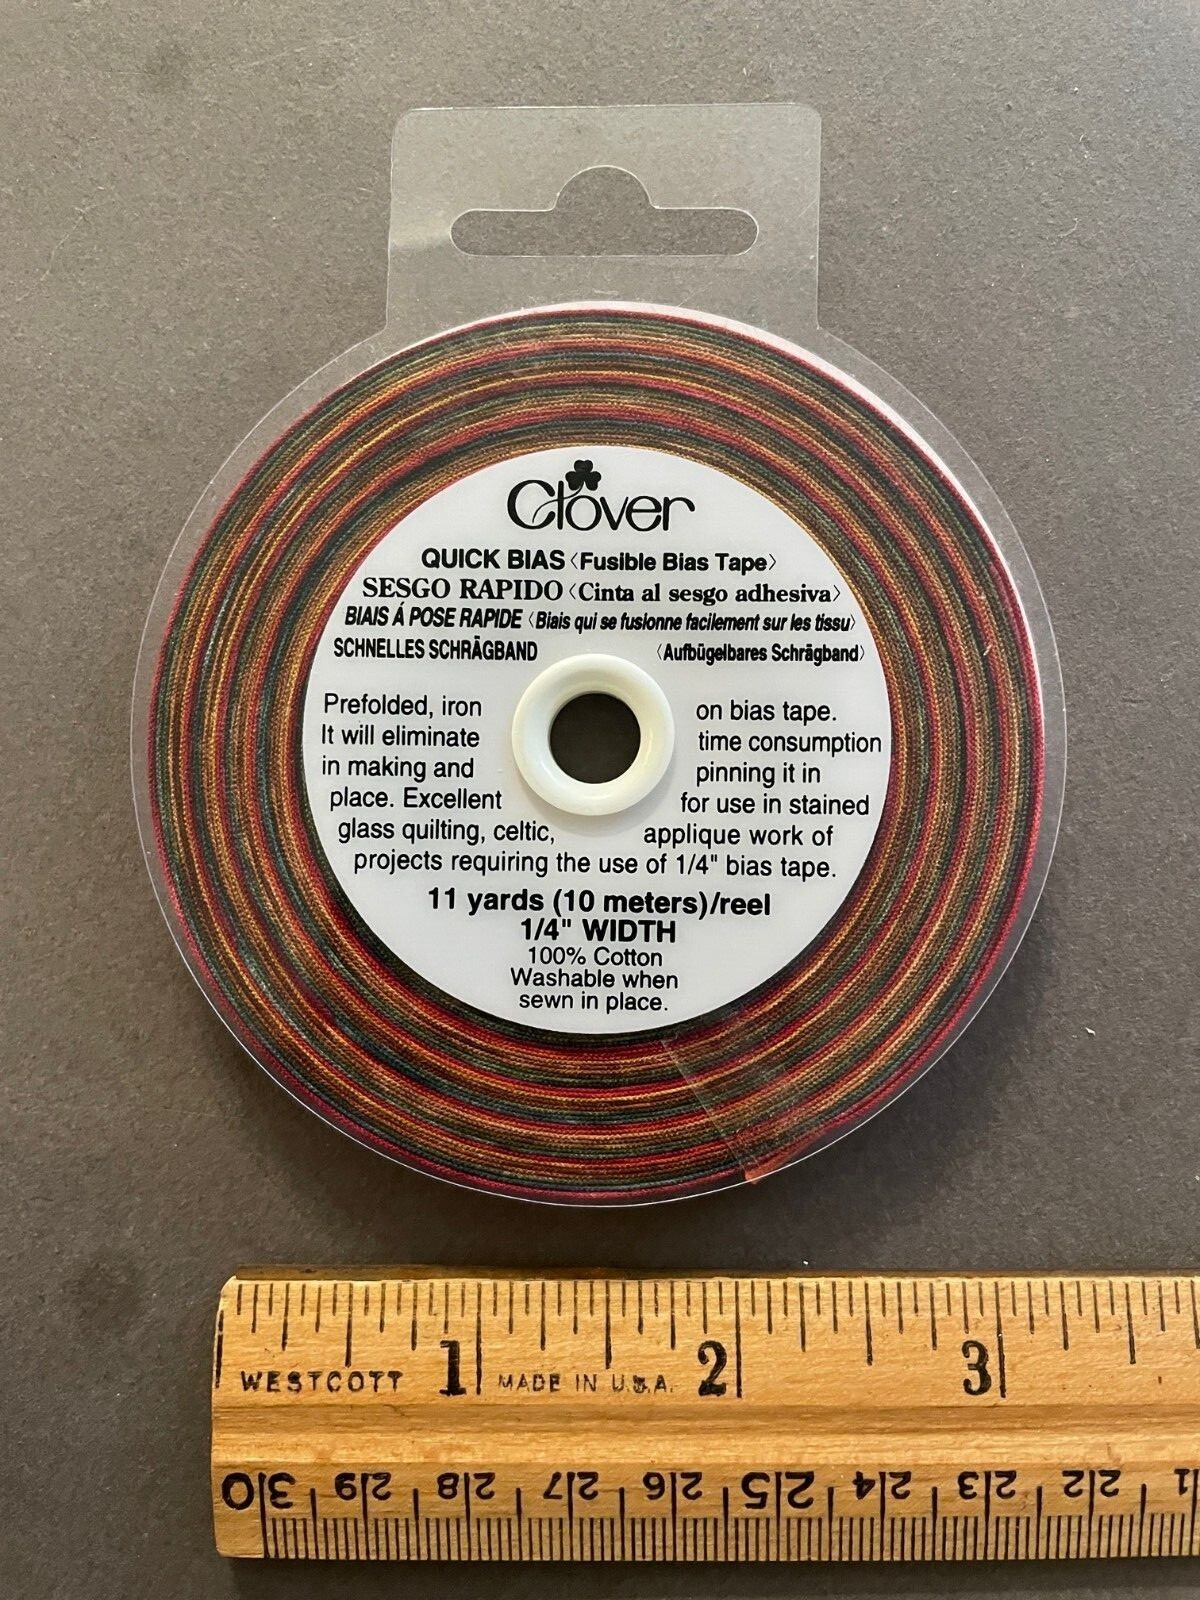 Clover
QUICK BIAS〈Fusible Bias Tape〉
SESGO RAPIDO〈Cinta al sesgo adhesiva〉
BIAIS Á POSE RAPIDE〈Biais qui se fusionne facilement sur les tissu〉
SCHNELLES SCHRÄGBAND 〈Aufbügelbares Schrägband〉
Prefolded, iron on bias tape.
It will eliminate time consumption
in making and pinning it in
place. Excellent for use in stained
glass quilting, celtic, applique work of
projects requiring the use of 1/4" bias tape.
11 yards (10 meters)/reel
1/4" WIDTH
100% Cotton
Washable when
sewn in place.
1 2 3
WESTCOTT MADE IN U.S.A.
30 29 28 27 26 25 24 23 22